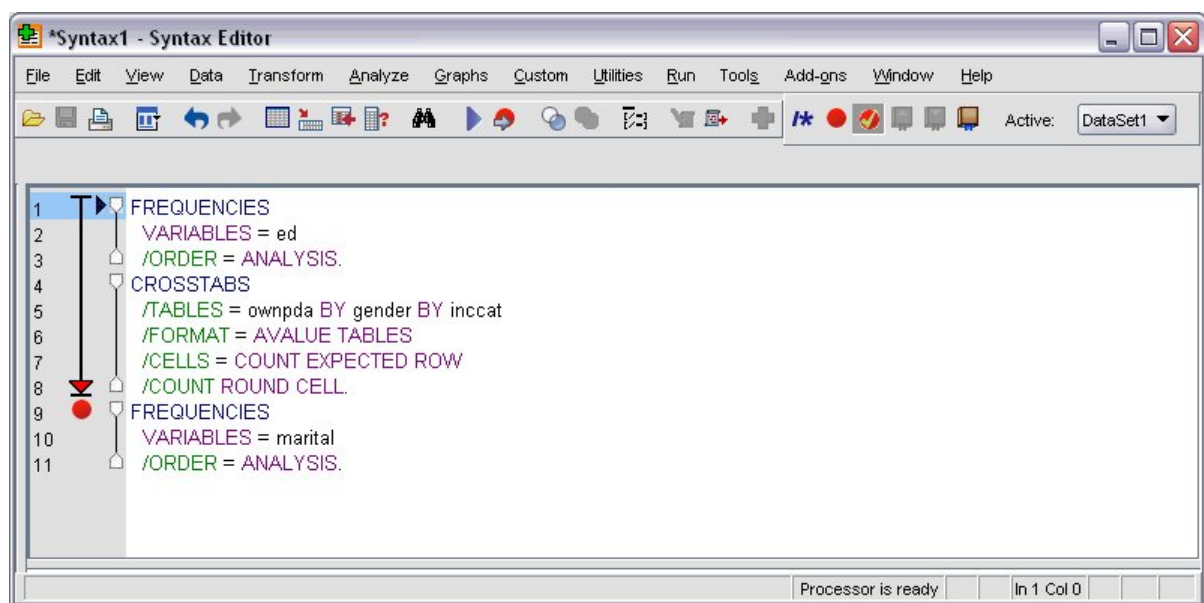 *Syntax1 - Syntax Editor
File Edit View Data Transform Analyze Graphs Custom Utilities Run Tools Add-ons Window Help
/* Active: DataSet1
1 FREQUENCIES
2 VARIABLES = ed
3 /ORDER = ANALYSIS.
4 CROSSTABS
5 /TABLES = ownpda BY gender BY inccat
6 /FORMAT = AVALUE TABLES
7 /CELLS = COUNT EXPECTED ROW
8 /COUNT ROUND CELL.
9 FREQUENCIES
10 VARIABLES = marital
11 /ORDER = ANALYSIS.
Processor is ready In 1 Col 0